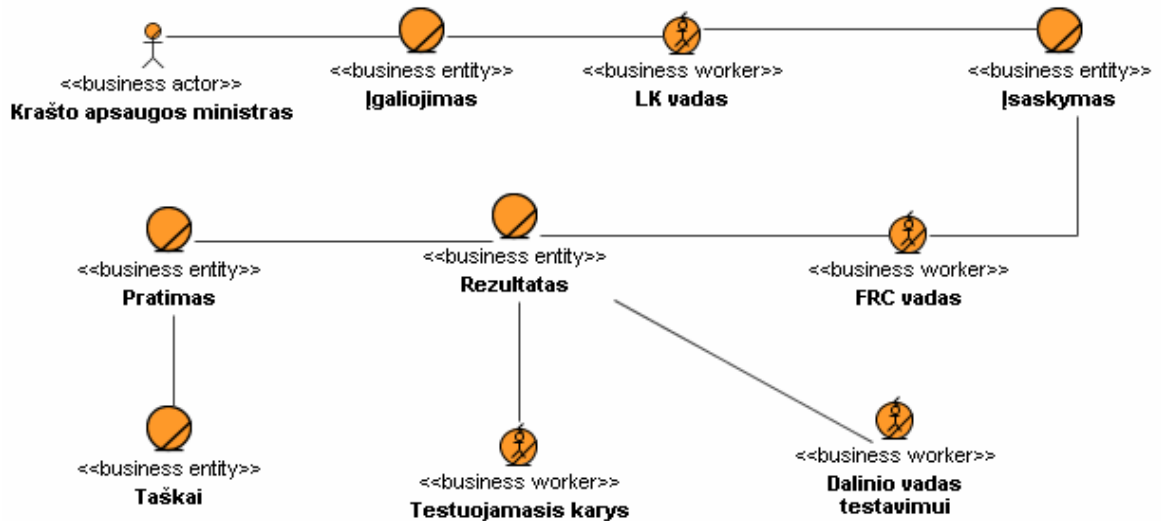 <<business actor>>
Krašto apsaugos ministras
<<business entity>>
Įgaliojimas
<<business worker>>
LK vadas
<<business entity>>
Įsaskymas
<<business entity>>
Pratimas
<<business entity>>
Rezultatas
<<business worker>>
FRC vadas
<<business entity>>
Taškai
<<business worker>>
Testuojamasis karys
<<business worker>>
Dalinio vadas
testavimui